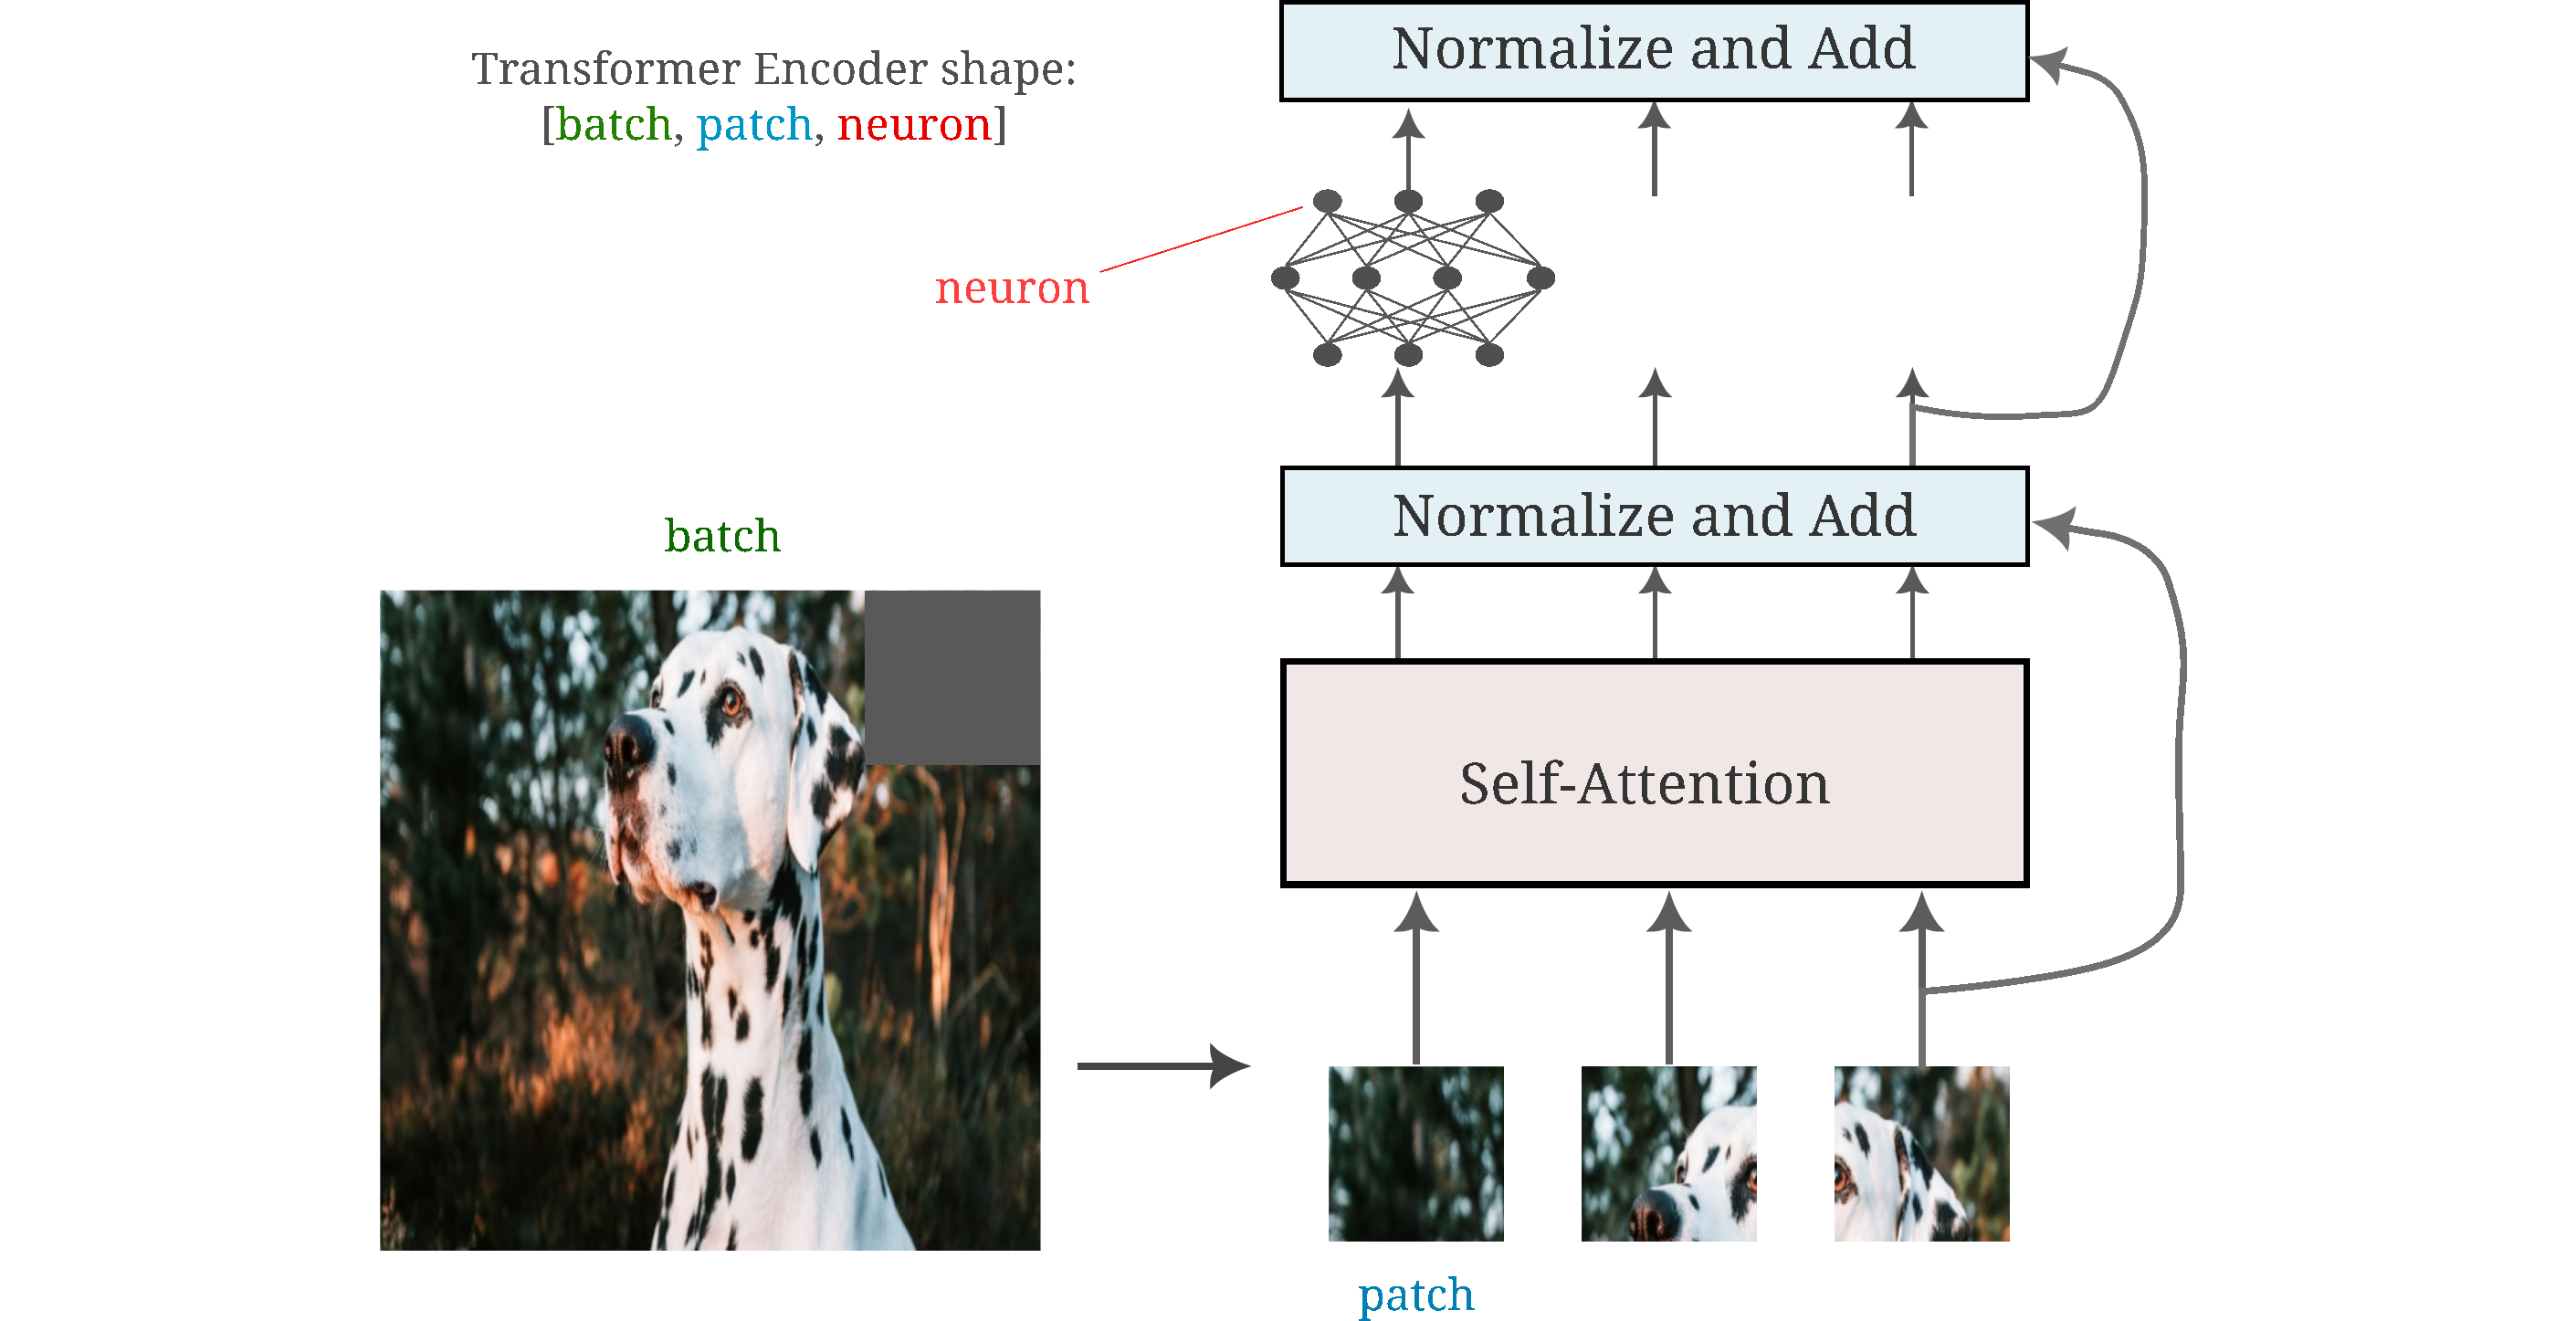 Transformer Encoder shape:
[batch, patch, neuron]
Normalize and Add
neuron
Normalize and Add
batch
Self-Attention
patch